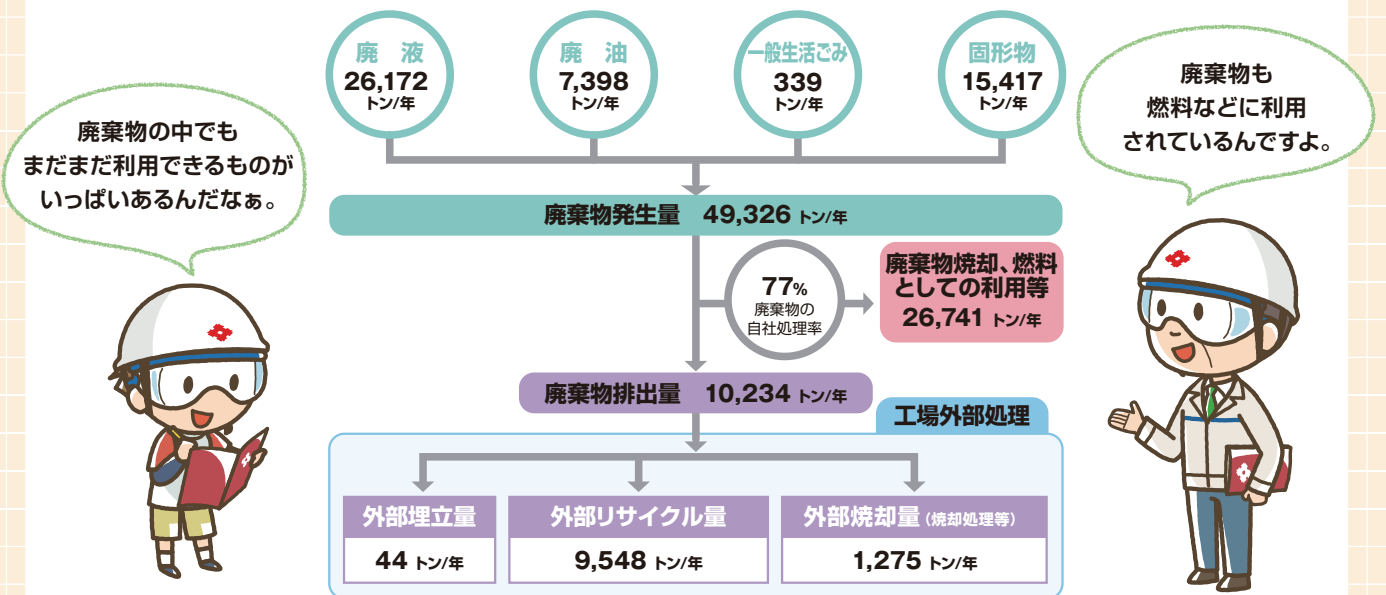 廃棄物の中でも
まだまだ利用できるものが
いっぱいあるんだなぁ。
廃 液
26,172
トン/年
廃 油
7,398
トン/年
一般生活ごみ
339
トン/年
固形物
15,417
トン/年
廃棄物も
燃料などに利用
されているんですよ。
廃棄物発生量 49,326 トン/年
77%
廃棄物の
自社処理率
廃棄物焼却、燃料
としての利用等
26,741 トン/年
廃棄物排出量 10,234 トン/年
工場外部処理
外部埋立量
44 トン/年
外部リサイクル量
9,548 トン/年
外部焼却量(焼却処理等)
1,275 トン/年